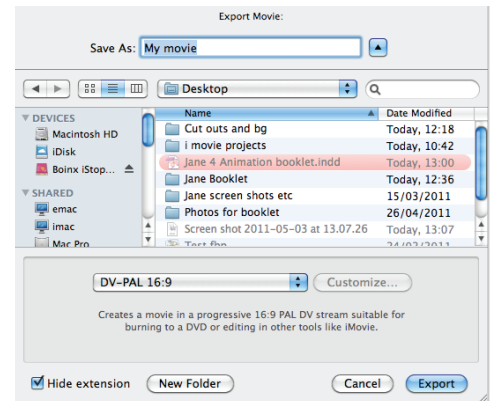 Export Movie:
Save As: My movie
Desktop
Name Date Modified
DEVICES
Macintosh HD
iDisk
Boinx iStop...
SHARED
emac
imac
Mac Pro
Cut outs and bg Today, 12:18
i movie projects Today, 10:42
Jane 4 Animation booklet.indd Today, 13:00
Jane Booklet Today, 12:36
Jane screen shots etc 15/03/2011
Photos for booklet 26/04/2011
Screen shot 2011-05-03 at 13.07.26 Today, 13:07
Test fbp 24/02/2011
DV-PAL 16:9 Customize...
Creates a movie in a progressive 16:9 PAL DV stream suitable for
burning to a DVD or editing in other tools like iMovie.
Hide extension New Folder Cancel Export